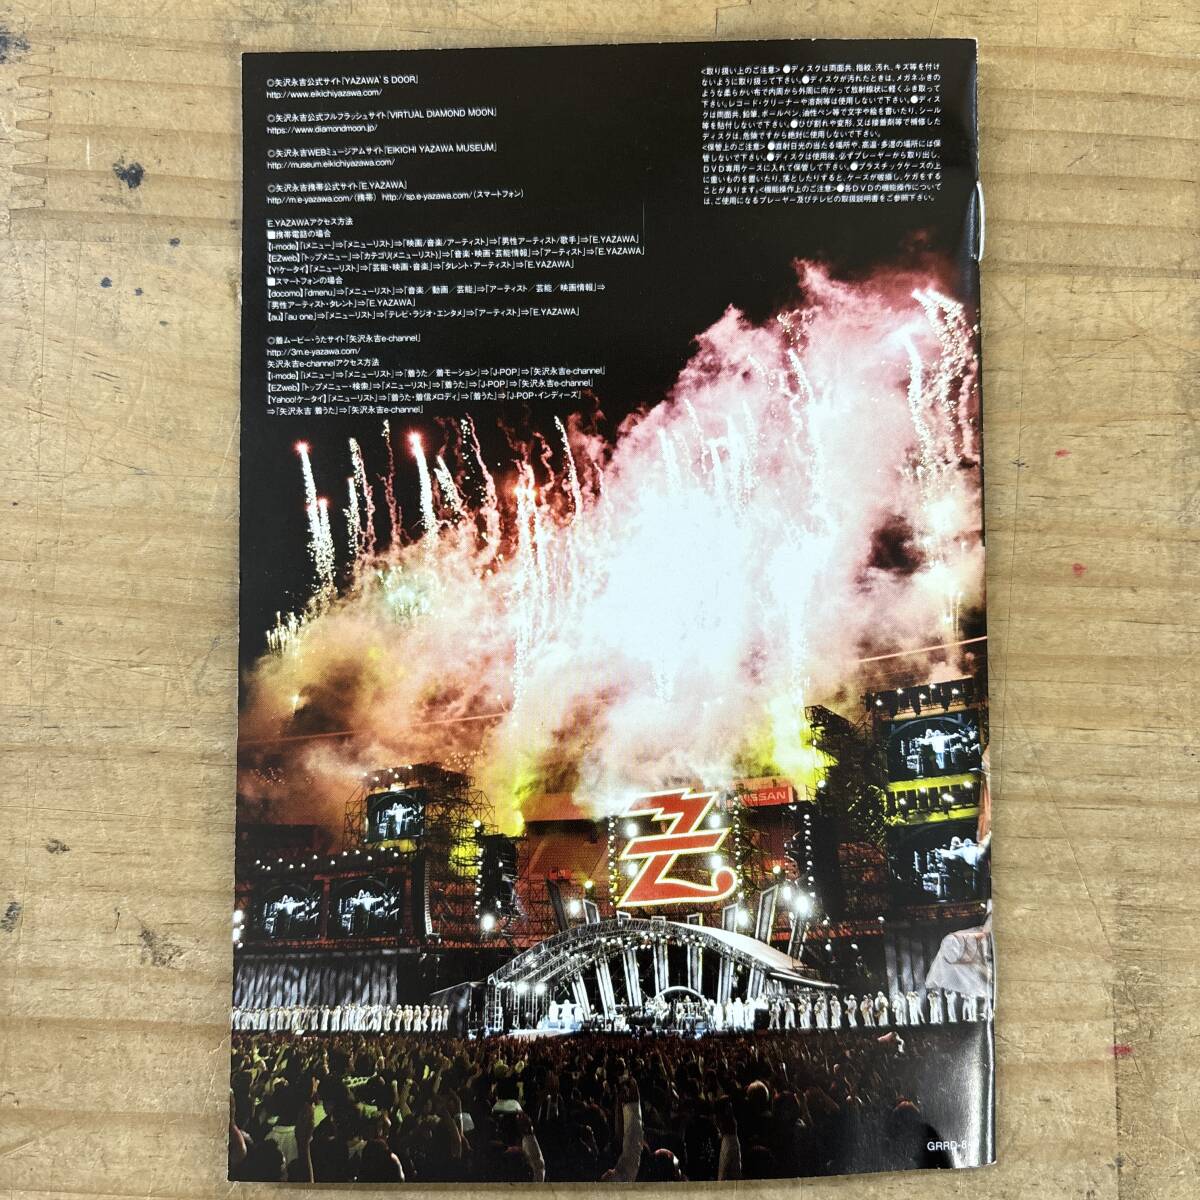 ◎矢沢永吉公式サイト「YAZAWA'S DOOR」
http://www.eikichiyazawa.com/
◎矢沢永吉公式フルフラッシュサイト「VIRTUAL DIAMOND MOON」
https://www.diamondmoon.jp/
◎矢沢永吉WEBミュージアムサイト「EIKICHI YAZAWA MUSEUM」
http://museum.eikichiyazawa.com/
◎矢沢永吉携帯公式サイト「E.YAZAWA」
http//m.e-yazawa.com/(携帯) http://sp.e-yazawa.com/(スマートフォン)
E.YAZAWAアクセス方法
■携帯電話の場合
【i-mode】「iメニュー」⇒「メニューリスト」⇒「映画/音楽/アーティスト」⇒「男性アーティスト/歌手」⇒「E.YAZAWA」
【EZweb】「トップメニュー」⇒「カテゴリ(メニューリスト)」⇒「音楽・映画・芸能情報」⇒「アーティスト」⇒「E.YAZAWA」
【Y!ケータイ】「メニューリスト」⇒「芸能・映画・音楽」⇒「タレント・アーティスト」⇒「E.YAZAWA」
■スマートフォンの場合
【docomo】「dmenu」⇒「メニューリスト」⇒「音楽/動画/芸能」⇒「アーティスト/芸能/映画情報」⇒
「男性アーティスト・タレント」⇒「E.YAZAWA」
【au】「au one」⇒「メニューリスト」⇒「テレビ・ラジオ・エンタメ」⇒「アーティスト」⇒「E.YAZAWA」
◎着ムービー・うたサイト「矢沢永吉e-channel」
http://3m.e-yazawa.com/
矢沢永吉e-channelアクセス方法
【i-mode】「iメニュー」⇒「メニューリスト」⇒「着うた/着モーション」⇒「J-POP」⇒「矢沢永吉e-channel」
【EZweb】「トップメニュー・検索」⇒「メニューリスト」⇒「着うた」⇒「J-POP」⇒「矢沢永吉e-channel」
【Yahoo!ケータイ】「メニューリスト」⇒「着うた・着信メロディ」⇒「着うた」⇒「J-POP・インディーズ」
⇒「矢沢永吉 着うた」⇒「矢沢永吉e-channel」
<取り扱い上のご注意>●ディスクは両面共、指紋、汚れ、キズ等を付け
ないように取り扱って下さい。●ディスクが汚れたときは、メガネふきの
ような柔らかい布で内周から外周に向かって放射線状に軽くふき取って
下さい。レコード・クリーナーや溶剤等は使用しないで下さい。●ディス
クは両面共、鉛筆、ボールペン、油性ペン等で文字や絵を書いたり、シール
等を貼付しないで下さい。●ひび割れや変形、又は接着剤等で補修した
ディスクは、危険ですから絶対に使用しないで下さい。
<保管上のご注意>●直射日光の当たる場所や、高温・多湿の場所には保
管しないで下さい。●ディスクは使用後、必ずプレーヤーから取り出し、
DVD専用ケースに入れて保管して下さい。●プラスチックケースの上
に重いものを置いたり、落としたりすると、ケースが破損し、ケガをする
ことがあります。<機能操作上のご注意>●各DVDの機能操作について
は、ご使用になるプレーヤー及びテレビの取扱説明書をご参照下さい。
NISSAN
Z
GRRD-8